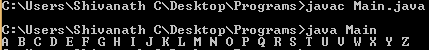 C:\Users\Shivanath C\Desktop\Programs>javac Main.java
C:\Users\Shivanath C\Desktop\Programs>java Main
A B C D E F G H I J K L M N O P Q R S T U V W X Y Z